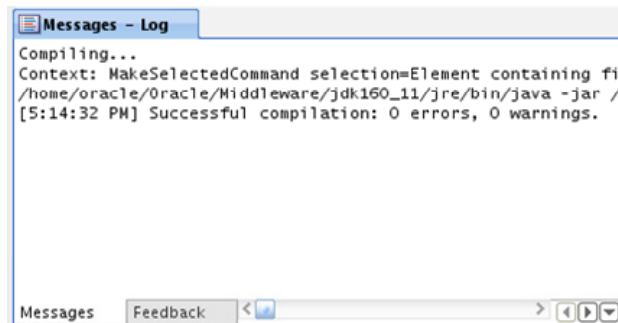 Messages - Log
Compiling...
Context: MakeSelectedCommand selection=Element containing fi
/home/oracle/Oracle/Middleware/jdk160_11/jre/bin/java -jar /
[5:14:32 PM] Successful compilation: 0 errors, 0 warnings.
Messages Feedback